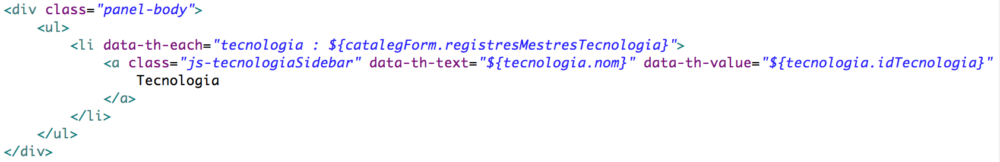 <div class="panel-body">
<ul>
<li data-th-each="tecnologia : ${catalegForm.registresMestresTecnologia}">
<a class="js-tecnologiaSidebar" data-th-text="${tecnologia.nom}" data-th-value="${tecnologia.idTecnologia}"
Tecnologia
</a>
</li>
</ul>
</div>